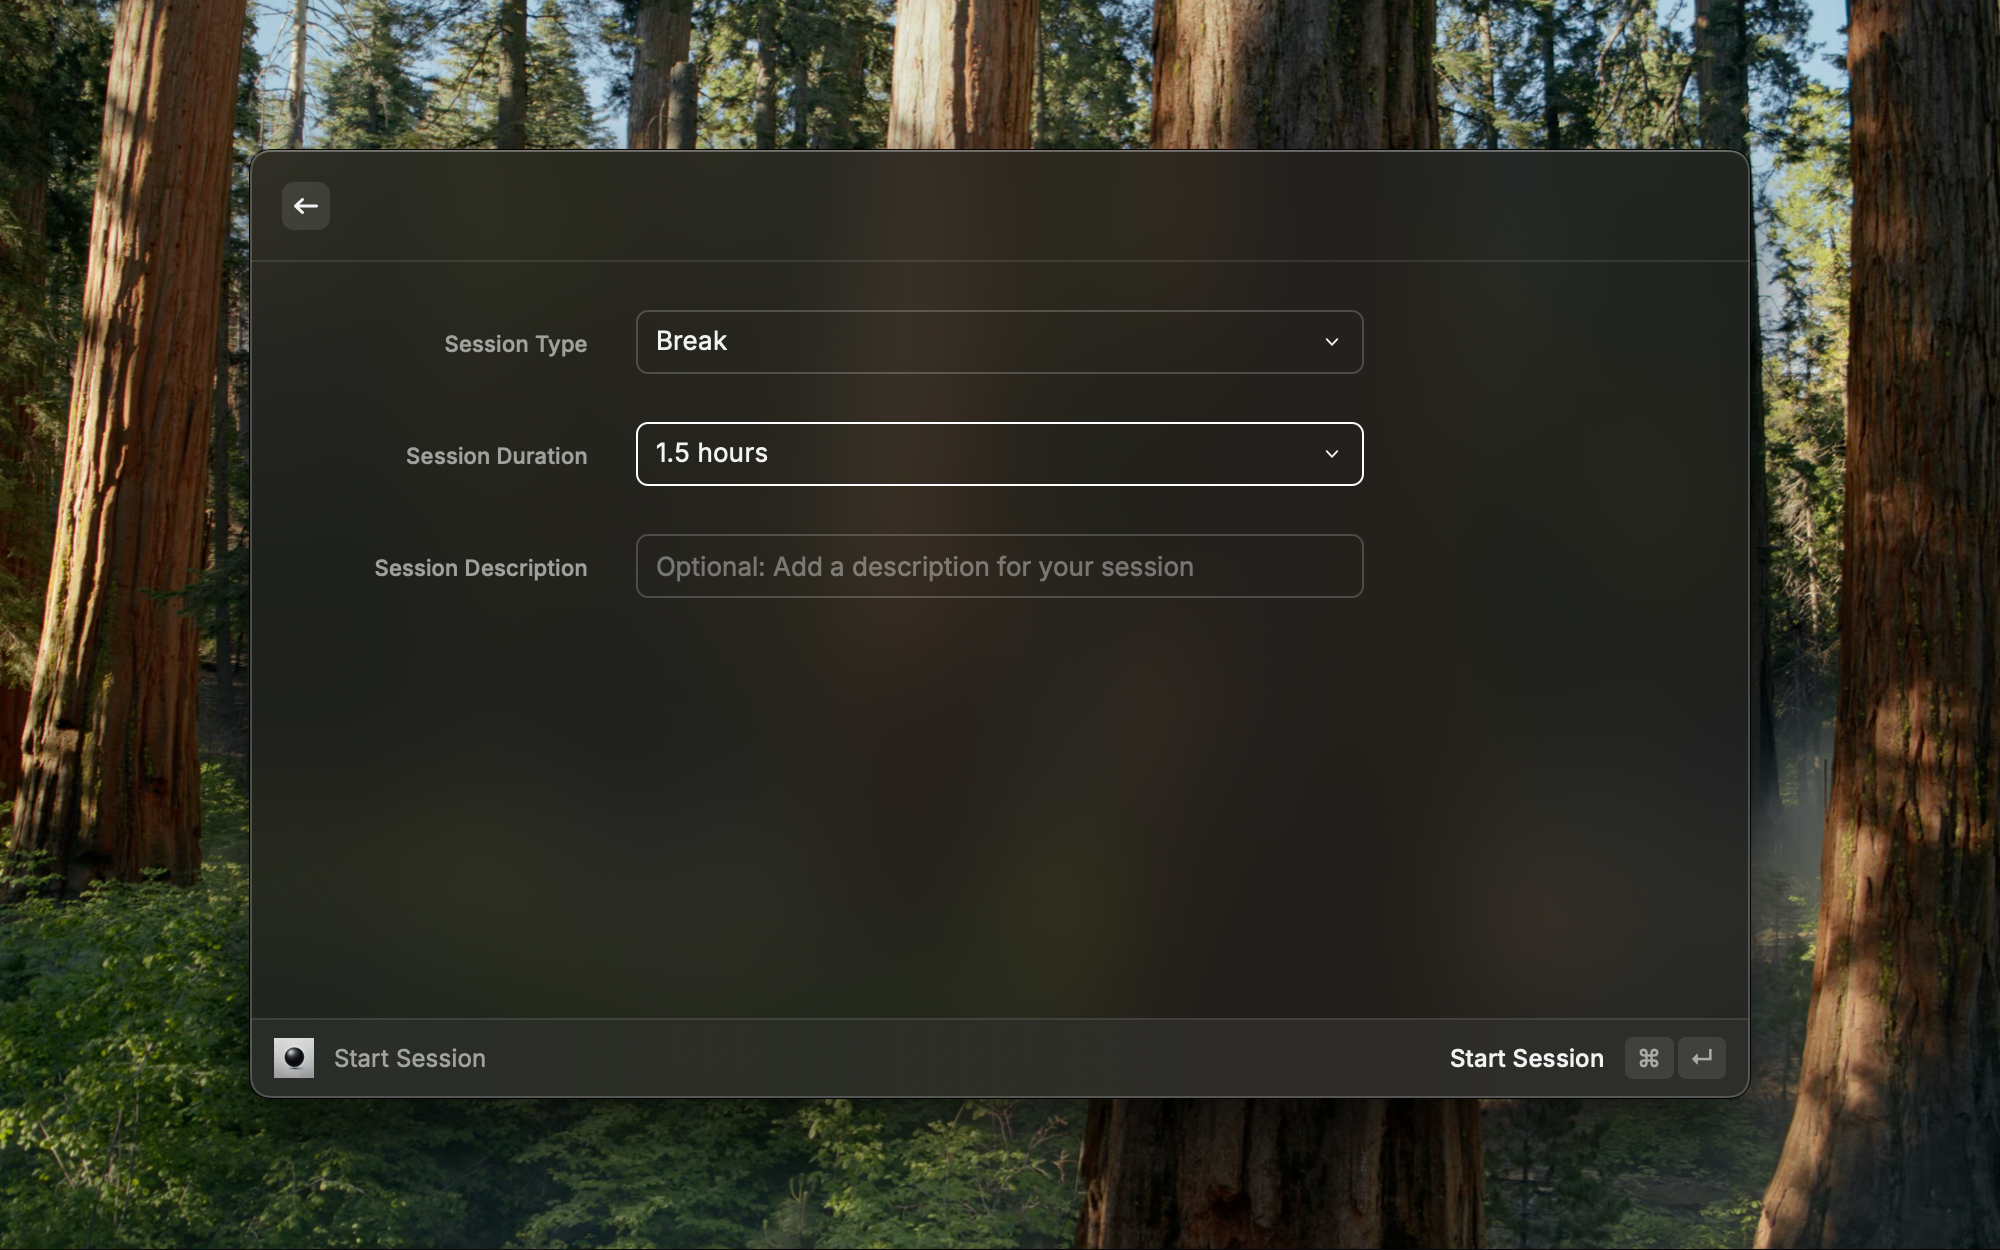 Session Type
Break
Session Duration
1.5 hours
Session Description
Optional: Add a description for your session
Start Session
Start Session ⌘ ↵